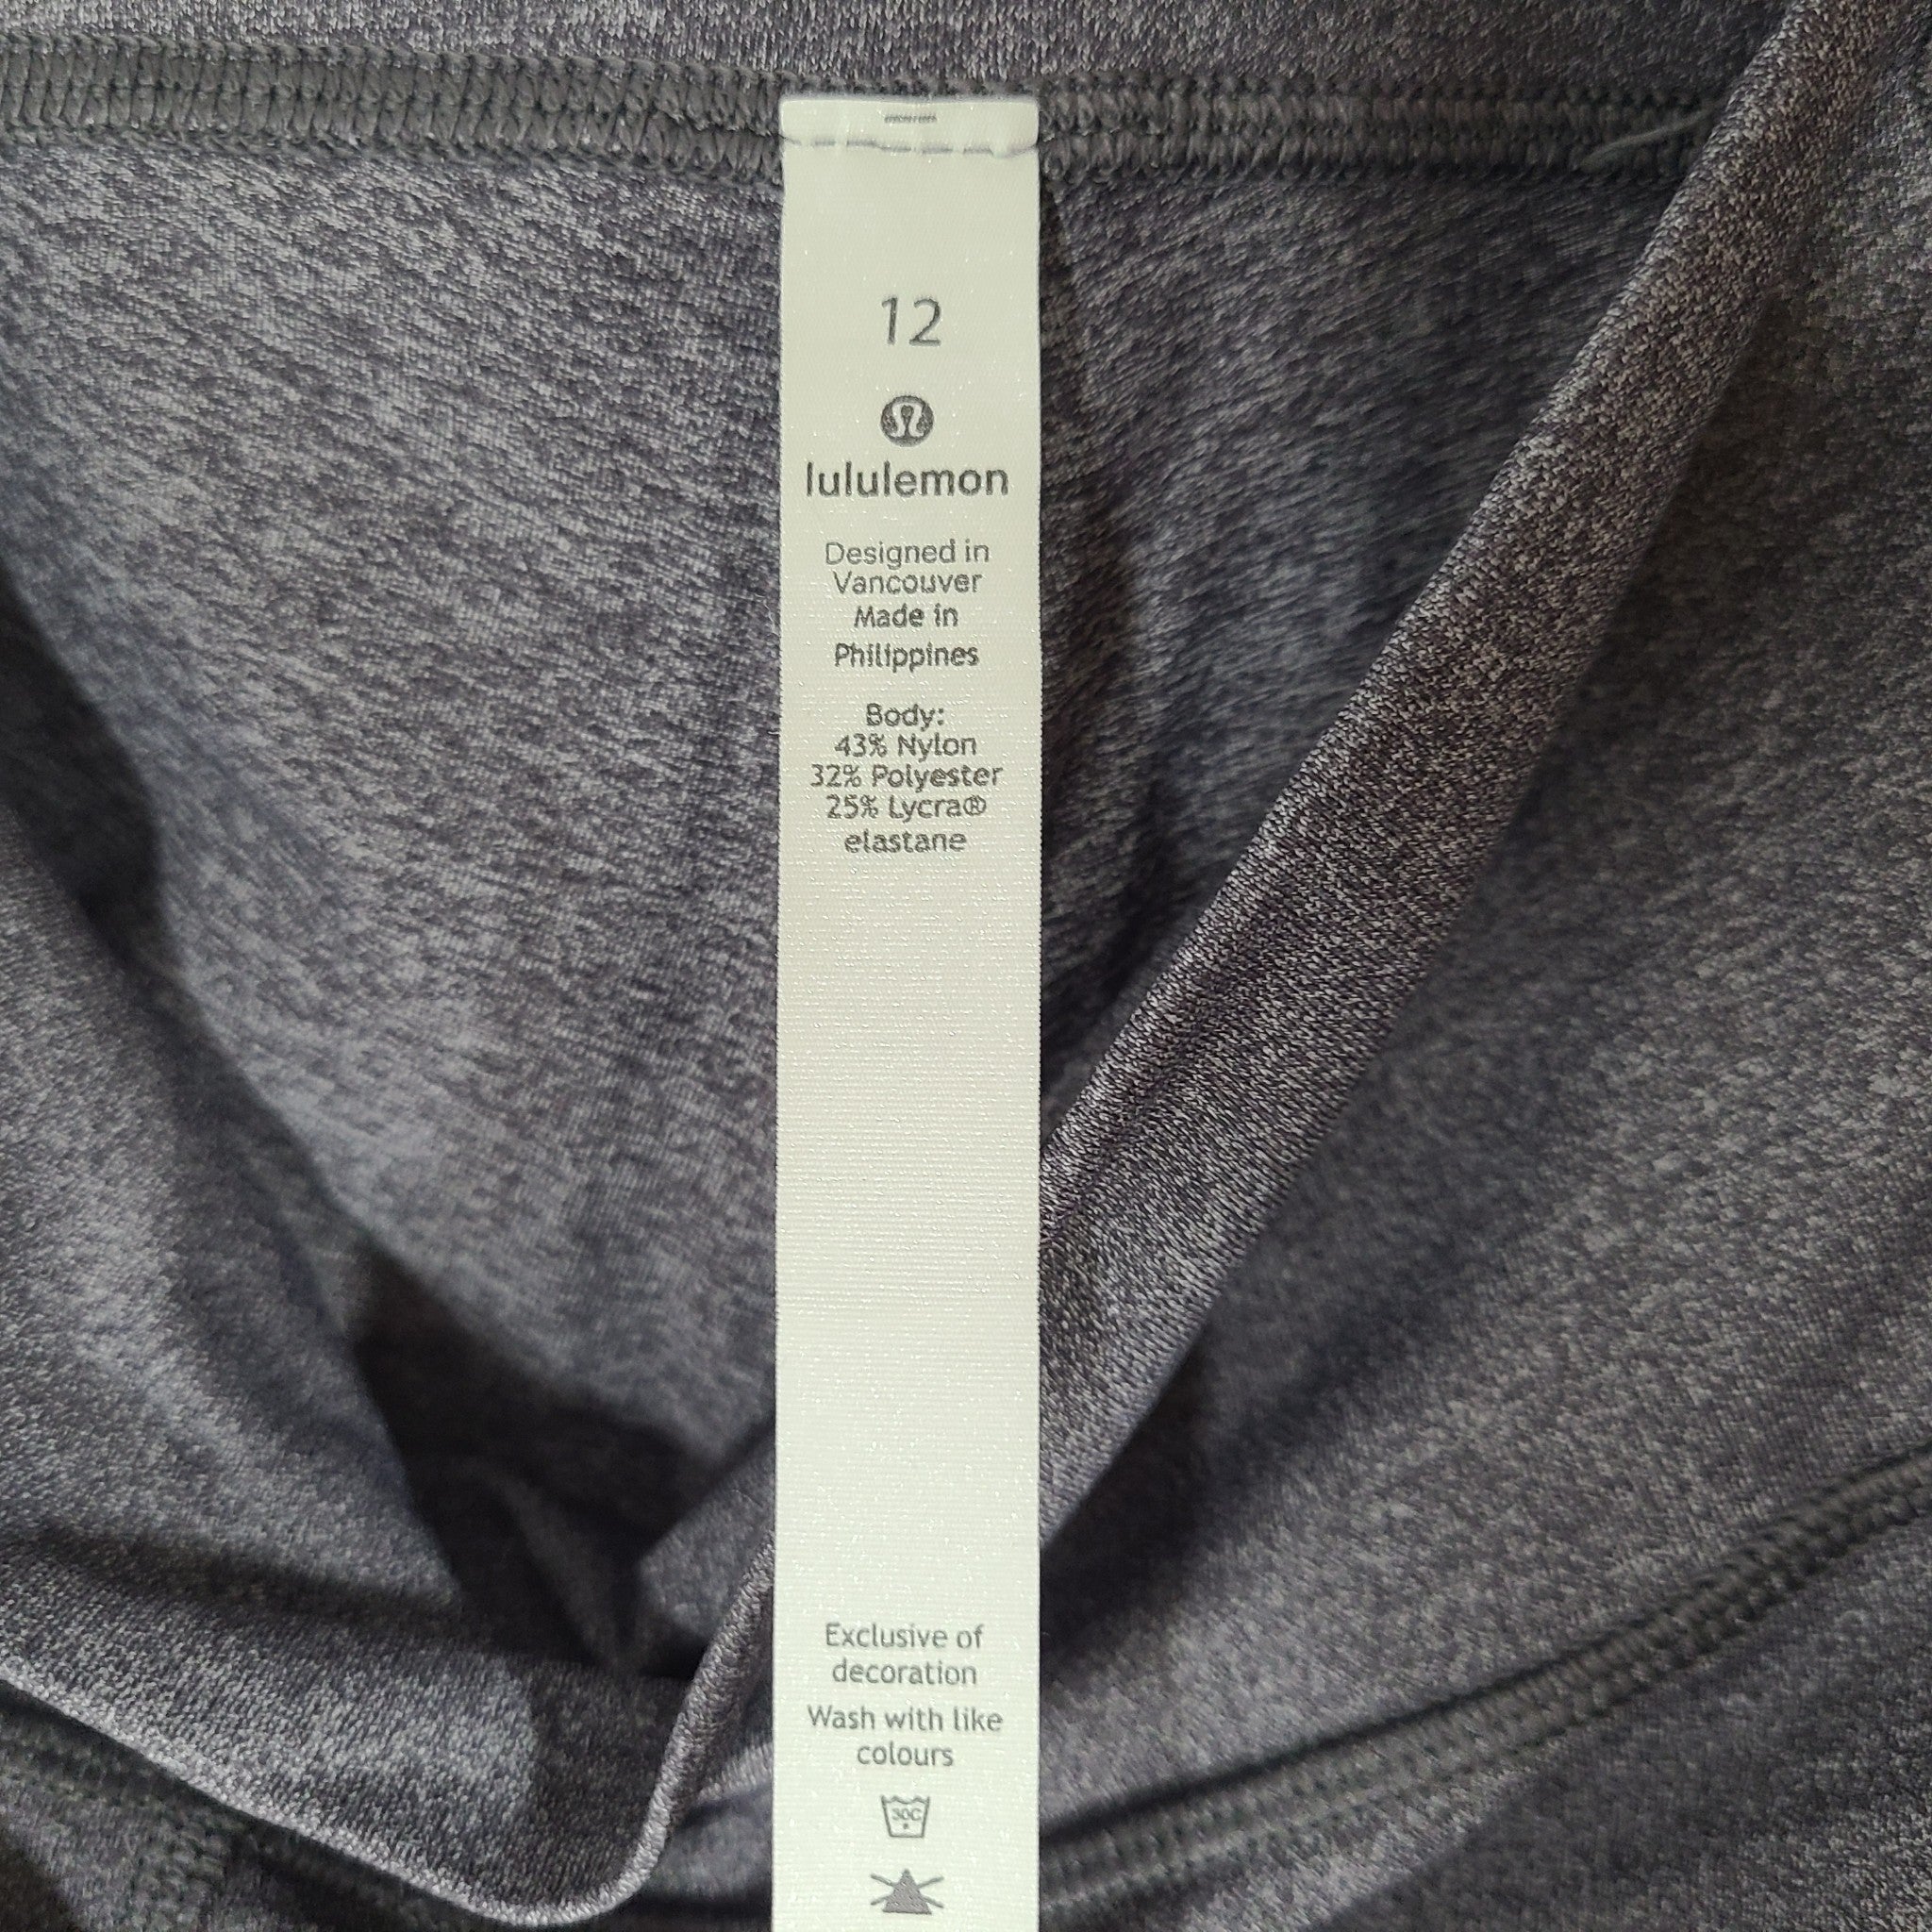 12
lululemon
Designed in
Vancouver
Made in
Philippines
Body:
43% Nylon
32% Polyester
25% Lycra®
elastane
Exclusive of
decoration
Wash with like
colours
30C